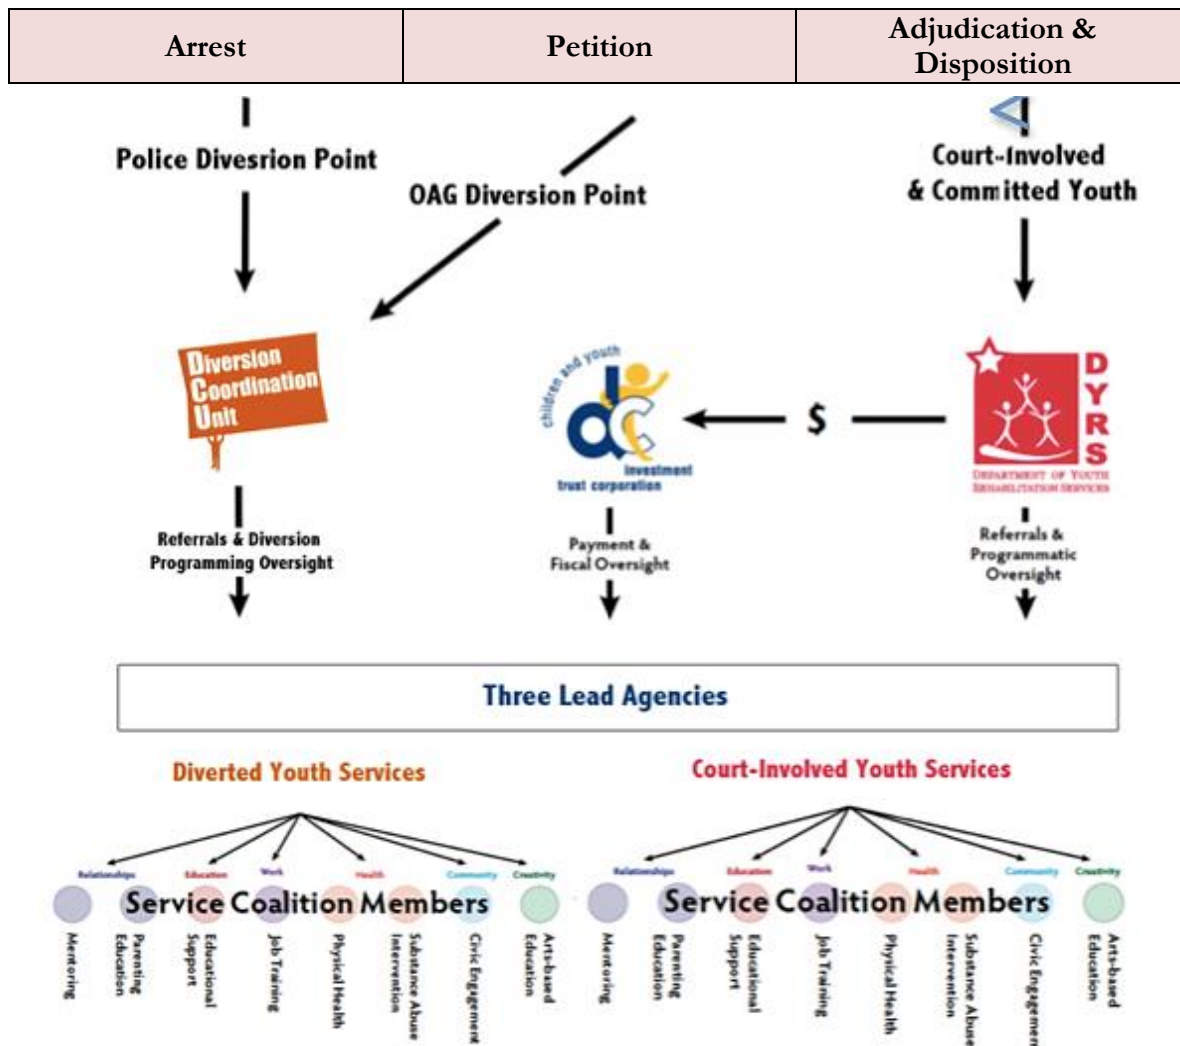 Arrest
Petition
Adjudication &
Disposition
Police Divesrion Point
OAG Diversion Point
Court-Involved
& Committed Youth
Diversion
Coordination
Unit
children and youth
dc
investment
trust corporation
$
DYRS
DEPARTMENT OF YOUTH
REHABILITATION SERVICES
Referrals & Diversion
Programming Oversight
Payment &
Fiscal Oversight
Referrals &
Programmatic
Oversight
Three Lead Agencies
Diverted Youth Services
Court-Involved Youth Services
Relationships
Education
Work
Health
Community
Creativity
Service Coalition Members
Mentoring
Parenting
Education
Educational
Support
Job Training
Physical Health
Substance Abuse
Intervention
Civic Engagement
Arts-based
Education
Relationships
Education
Work
Health
Community
Creativity
Service Coalition Members
Mentoring
Parenting
Education
Educational
Support
Job Training
Physical Health
Substance Abuse
Intervention
Civic Engagement
Arts-based
Education